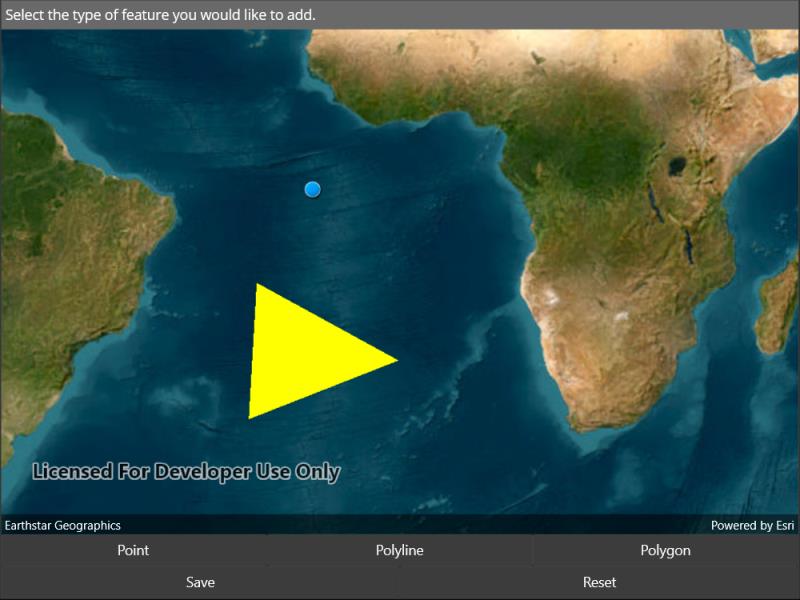 Select the type of feature you would like to add.
Licensed For Developer Use Only
Earthstar Geographics Powered by Esri
Point Polyline Polygon
Save Reset